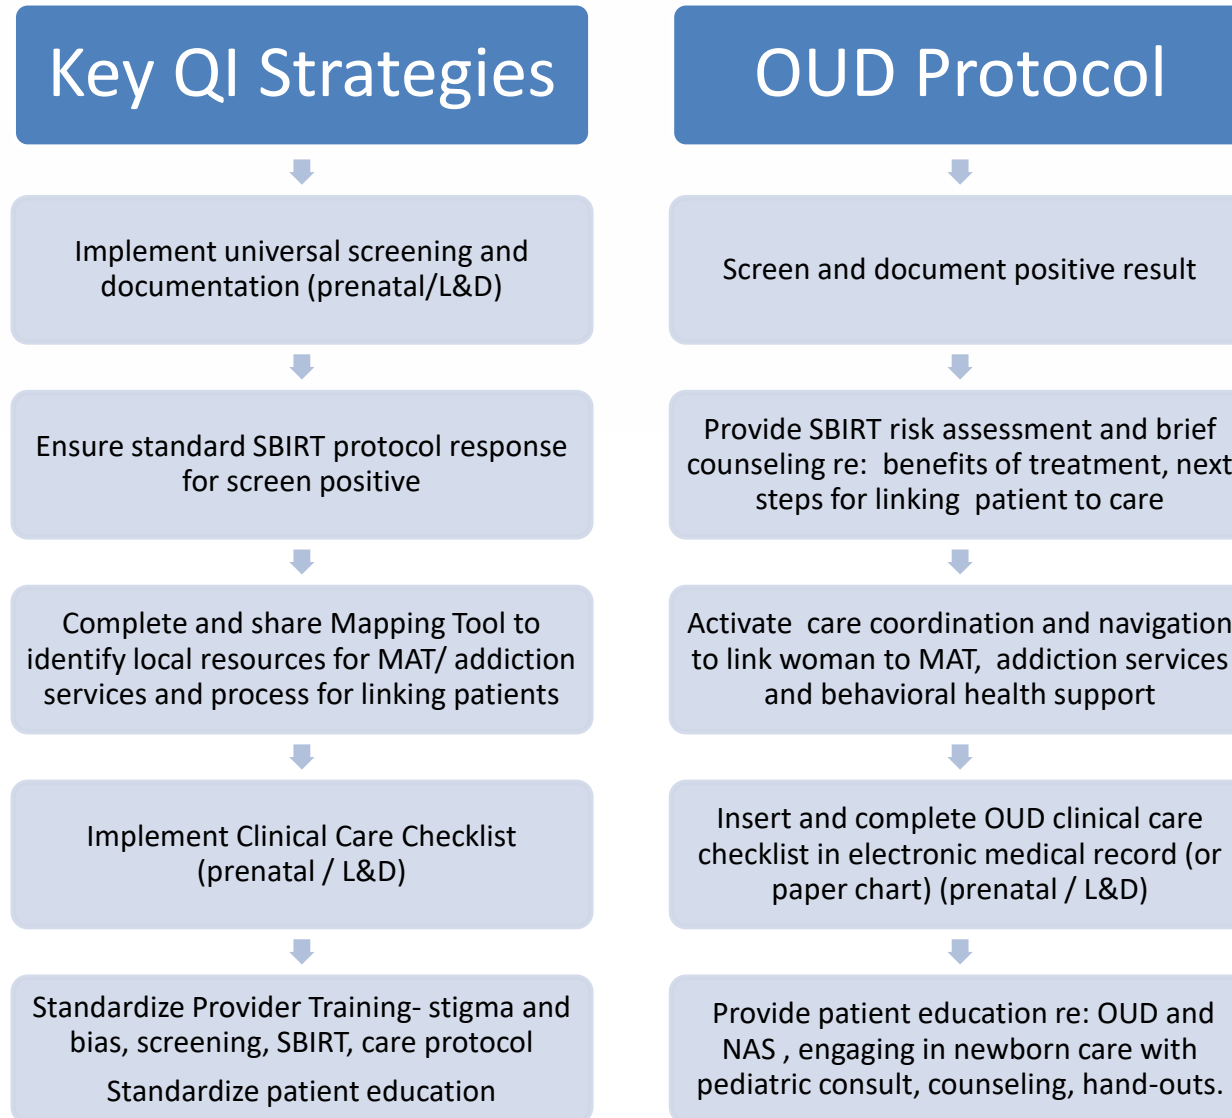 Key QI Strategies
Implement universal screening and
documentation (prenatal/L&D)
Ensure standard SBIRT protocol response
for screen positive
Complete and share Mapping Tool to
identify local resources for MAT/ addiction
services and process for linking patients
Implement Clinical Care Checklist
(prenatal / L&D)
Standardize Provider Training- stigma and
bias, screening, SBIRT, care protocol
Standardize patient education
OUD Protocol
Screen and document positive result
Provide SBIRT risk assessment and brief
counseling re:  benefits of treatment, next
steps for linking  patient to care
Activate  care coordination and navigation
to link woman to MAT,  addiction services
and behavioral health support
Insert and complete OUD clinical care
checklist in electronic medical record (or
paper chart) (prenatal / L&D)
Provide patient education re: OUD and
NAS , engaging in newborn care with
pediatric consult, counseling, hand-outs.